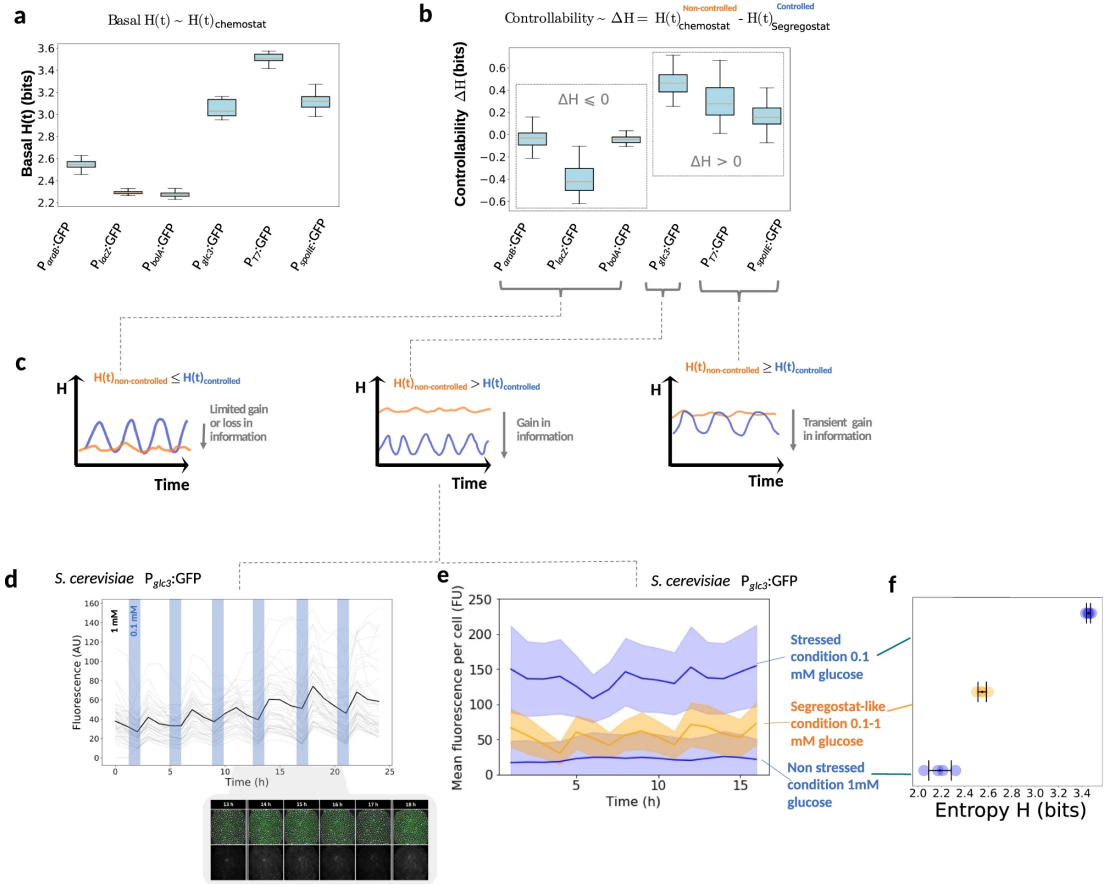 a
Basal H(t) ~ H(t)chemostat
Basal H(t) (bits)
3.6
3.4
3.2
3.0
2.8
2.6
2.4
2.2
ParaB:GFP
PlacZ:GFP
PbolA:GFP
Pglc3:GFP
PT7:GFP
PspoIIE:GFP
b
Controllability ~ ΔH = H(t)chemostat Non-controlled - H(t)Segregostat Controlled
Controllability ΔH (bits)
0.6
0.4
0.2
0.0
−0.2
−0.4
−0.6
ΔH ⩽ 0
ΔH > 0
ParaB:GFP
PlacZ:GFP
PbolA:GFP
Pglc3:GFP
PT7:GFP
PspoIIE:GFP
c
H
H(t)non-controlled ≤ H(t)controlled
Limited gain
or loss in
information
Time
H
H(t)non-controlled > H(t)controlled
Gain in
information
Time
H
H(t)non-controlled ≥ H(t)controlled
Transient gain
in information
Time
d
S. cerevisiae Pglc3:GFP
Fluorescence (AU)
160
140
120
100
80
60
40
20
0
1 mM
0.1 mM
0
5
10
15
20
25
Time (h)
13 h
14 h
15 h
16 h
17 h
18 h
e
S. cerevisiae Pglc3:GFP
Mean fluorescence per cell (FU)
250
200
150
100
50
0
5
10
15
Time (h)
Stressed
condition 0.1
mM glucose
Segregostat-like
condition 0.1-1
mM glucose
Non stressed
condition 1mM
glucose
f
2.0 2.2 2.4 2.6 2.8 3.0 3.2 3.4
Entropy H (bits)